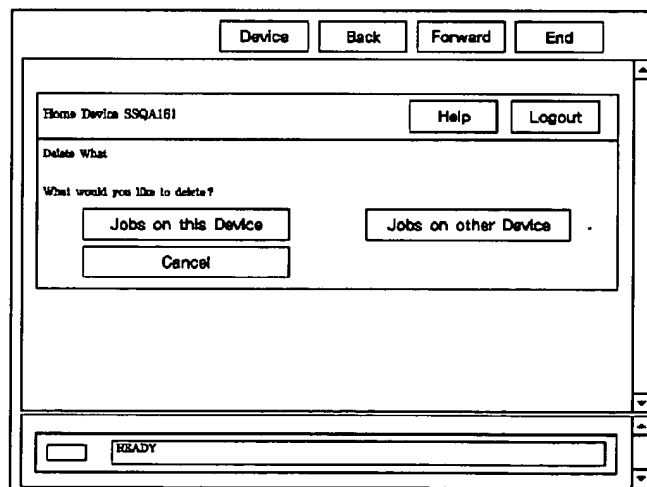 Device Back Forward End
Home Device SSQA161 Help Logout
Delete What
What would you like to delete?
Jobs on this Device Jobs on other Device
Cancel
READY